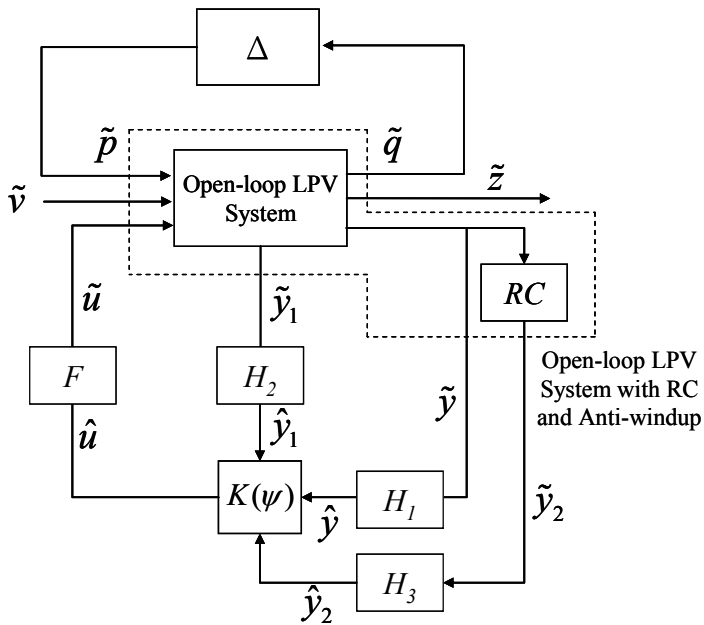 Δ
p̃
q̃
ṽ
Open-loop LPV
System
z̃
ũ
ỹ₁
RC
Open-loop LPV
System with RC
and Anti-windup
F
H₂
ỹ
û
ŷ₁
K(ψ)
H₁
ŷ
ỹ₂
H₃
ŷ₂